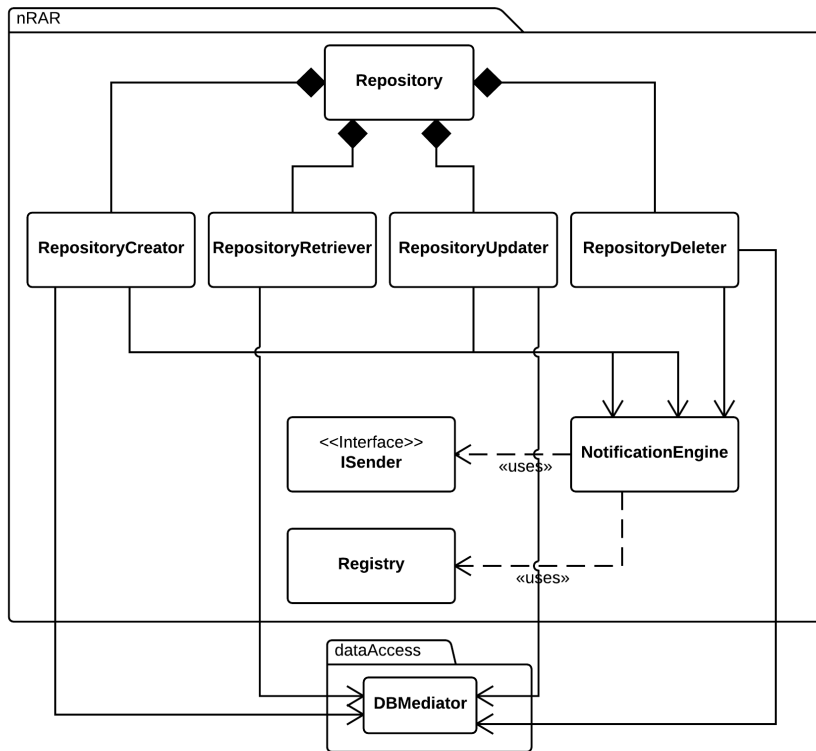 nRAR
Repository
RepositoryCreator
RepositoryRetriever
RepositoryUpdater
RepositoryDeleter
<<Interface>>
ISender
«uses»
NotificationEngine
Registry
«uses»
dataAccess
DBMediator